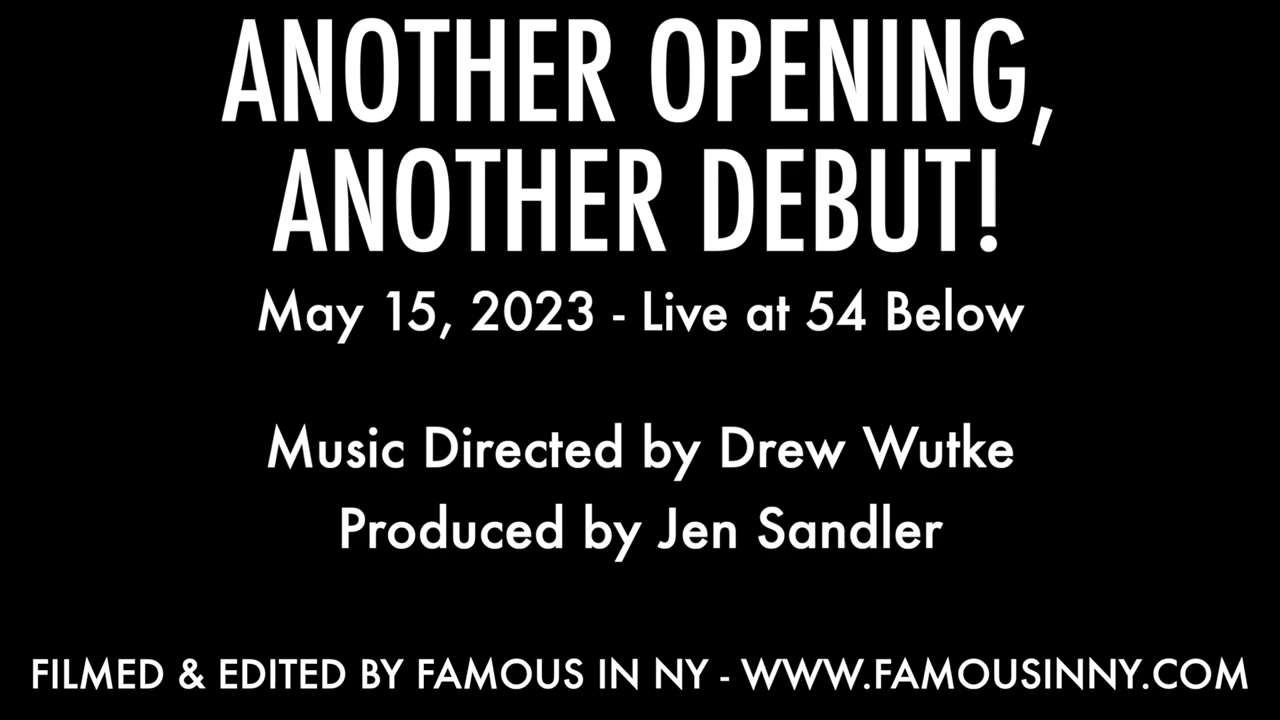 ANOTHER OPENING,
ANOTHER DEBUT!
May 15, 2023 - Live at 54 Below
Music Directed by Drew Wutke
Produced by Jen Sandler
FILMED & EDITED BY FAMOUS IN NY - WWW.FAMOUSINNY.COM